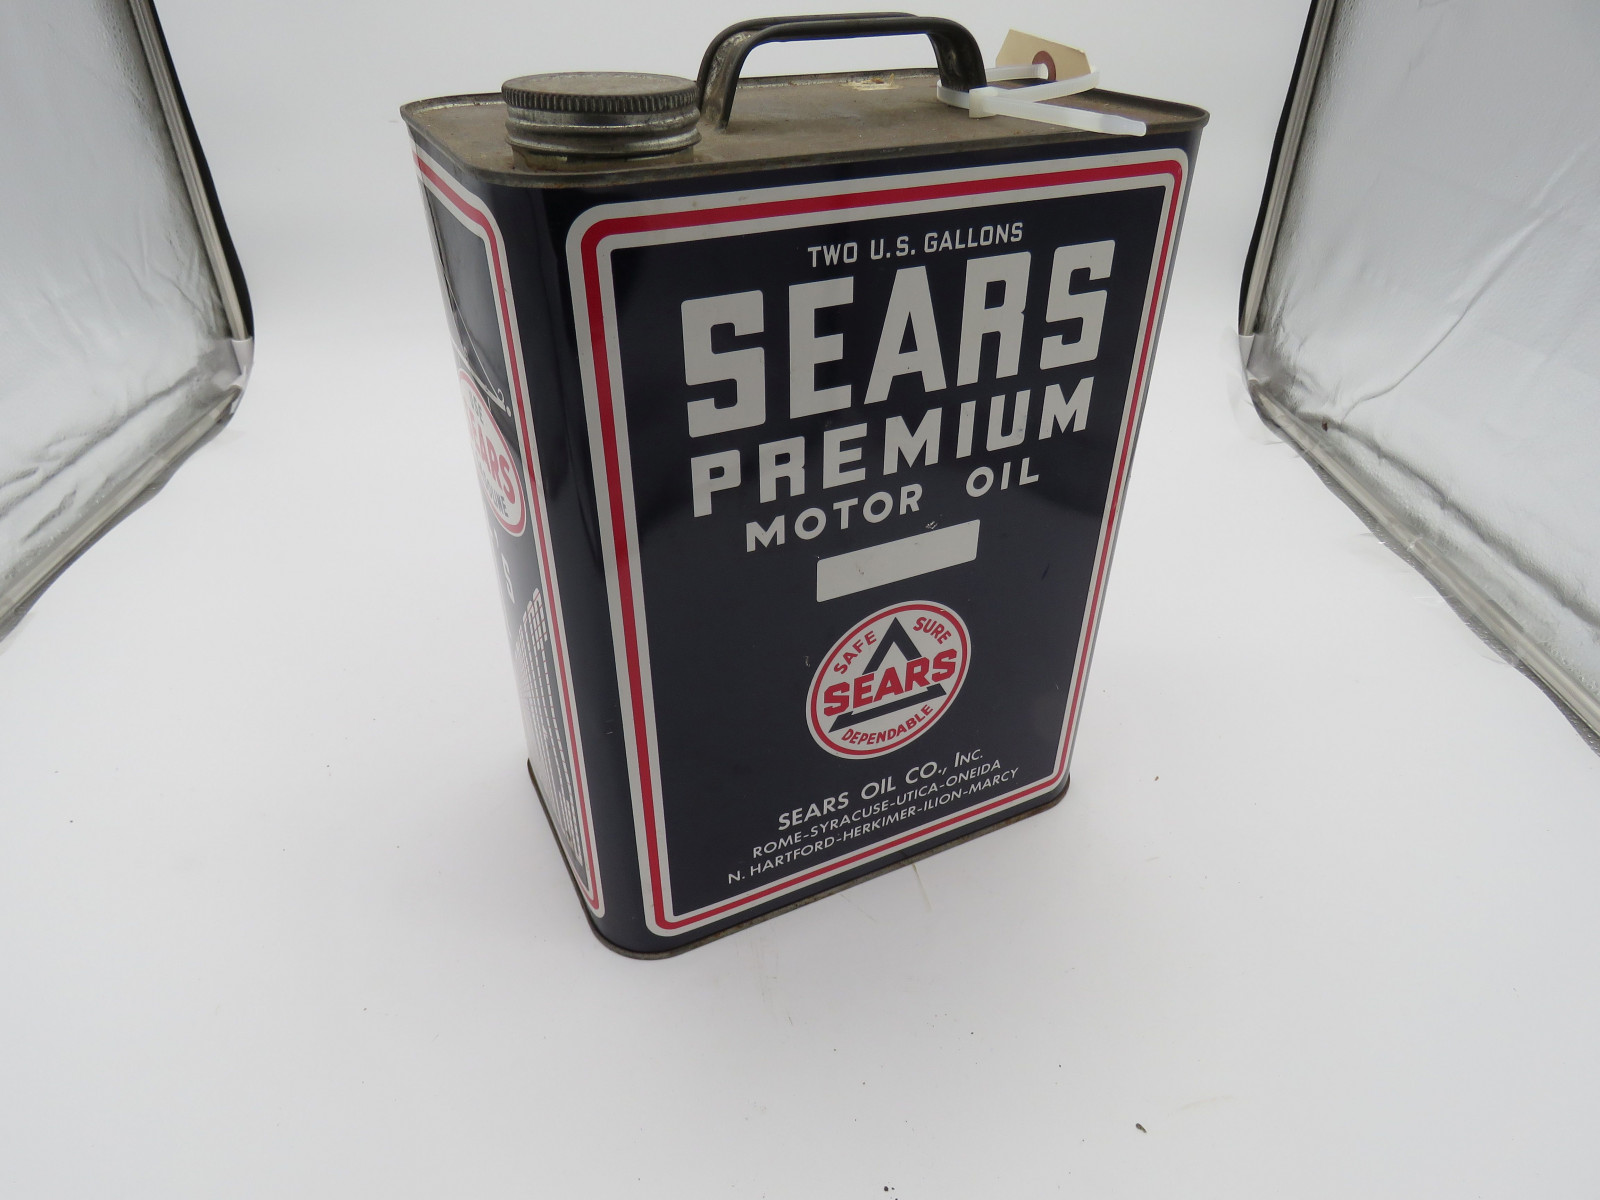 TWO U.S. GALLONS
SEARS
PREMIUM
MOTOR OIL
SAFE SURE
SEARS
DEPENDABLE
SEARS OIL CO., INC.
ROME-SYRACUSE-UTICA-ONEIDA
N. HARTFORD-HERKIMER-ILION-MARCY